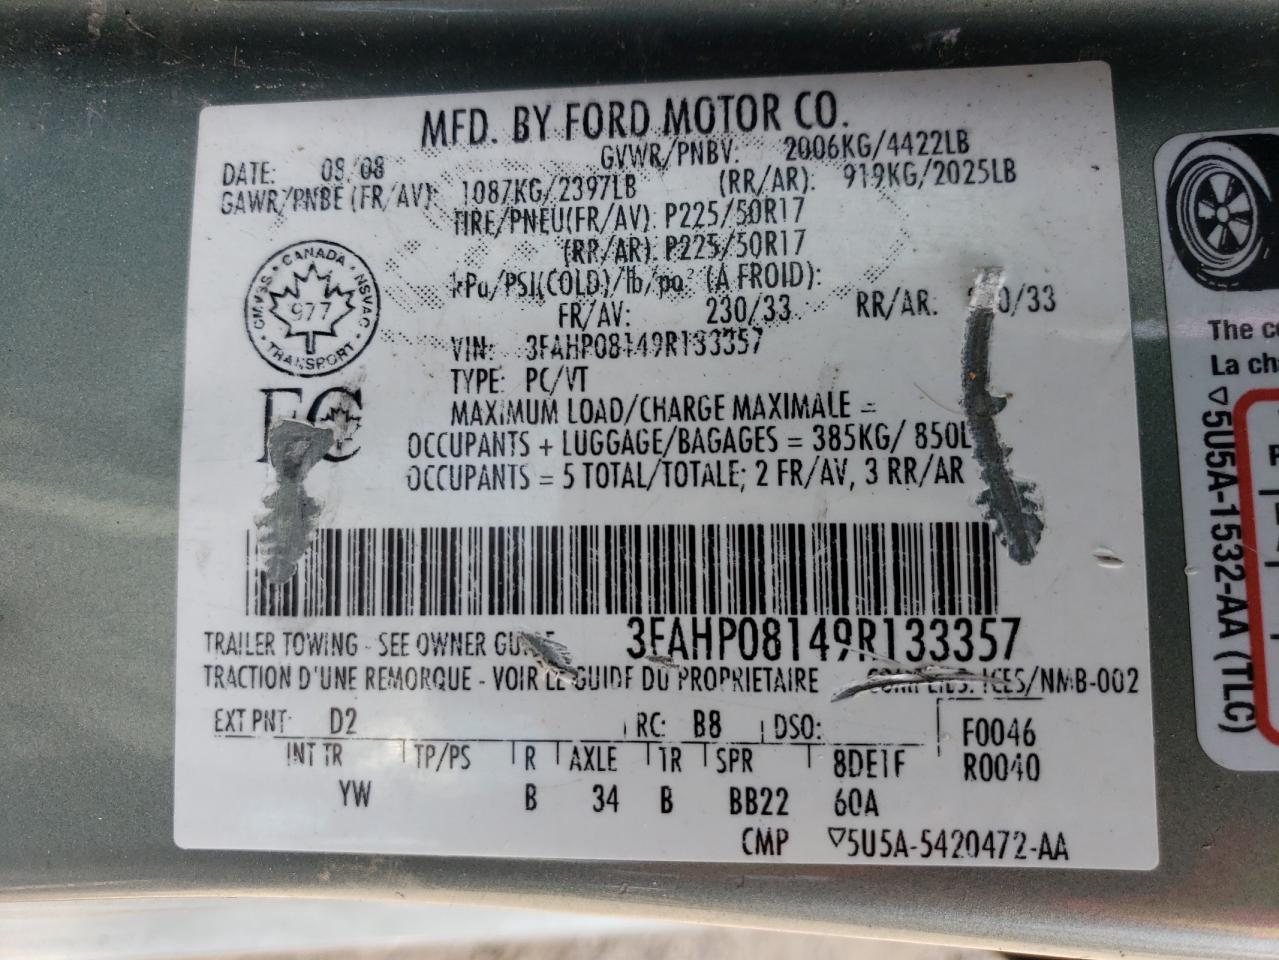 MFD. BY FORD MOTOR CO.
DATE: 08/08 GVWR/PNBV: 2006KG/4422LB
GAWR/PNBE (FR/AV): 1087KG/2397LB (RR/AR): 919KG/2025LB
TIRE/PNEU(FR/AV): P225/50R17
(RR/AR): P225/50R17
kPa/PSI(COLD)/lb/po² (A FROID):
FR/AV: 230/33 RR/AR: /33
VIN: 3FAHP08149R133357
TYPE: PC/VT
MAXIMUM LOAD/CHARGE MAXIMALE =
OCCUPANTS + LUGGAGE/BAGAGES = 385KG/ 850L
OCCUPANTS = 5 TOTAL/TOTALE; 2 FR/AV, 3 RR/AR
CANADA
CMVSS NSVAC
977
TRANSPORT
FC
3FAHP08149R133357
TRAILER TOWING - SEE OWNER
TRACTION D'UNE REMORQUE - VOIR LE GUIDE DU PROPRIETAIRE ICES/NMB-002
EXT PNT: D2 RC: B8 DSO: F0046
INT TR TP/PS R AXLE TR SPR 8DE1F R0040
YW B 34 B BB22 60A
CMP ▽5U5A-5420472-AA
The
La
▽5U5A-1532-AA (TLC)